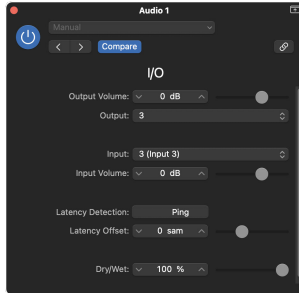 Audio 1
Manual
Compare
I/O
Output Volume: 0 dB
Output: 3
Input: 3 (Input 3)
Input Volume: 0 dB
Latency Detection: Ping
Latency Offset: 0 sam
Dry/Wet: 100 %